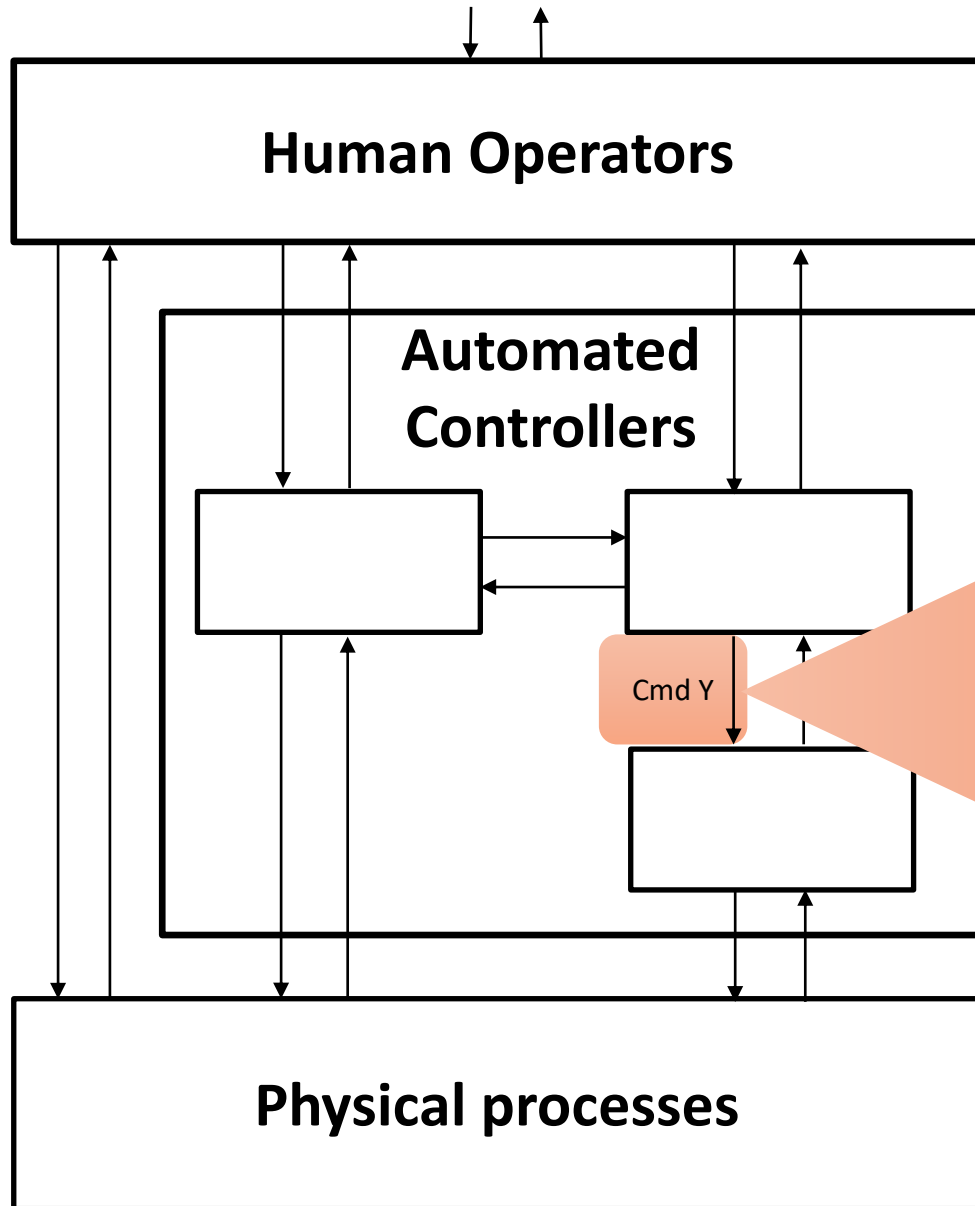 Human Operators
Automated
Controllers
Cmd Y
Physical processes